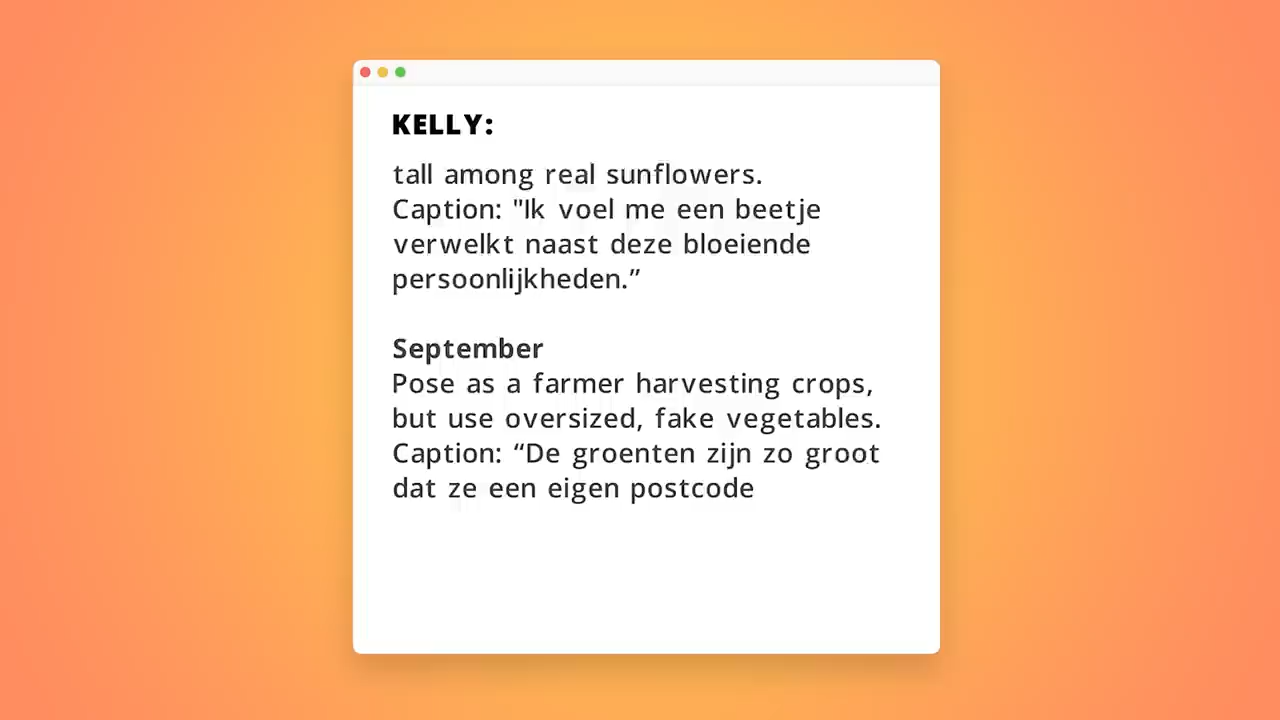 KELLY:
tall among real sunflowers.
Caption: "Ik voel me een beetje
verwelkt naast deze bloeiende
persoonlijkheden.”
September
Pose as a farmer harvesting crops,
but use oversized, fake vegetables.
Caption: “De groenten zijn zo groot
dat ze een eigen postcode